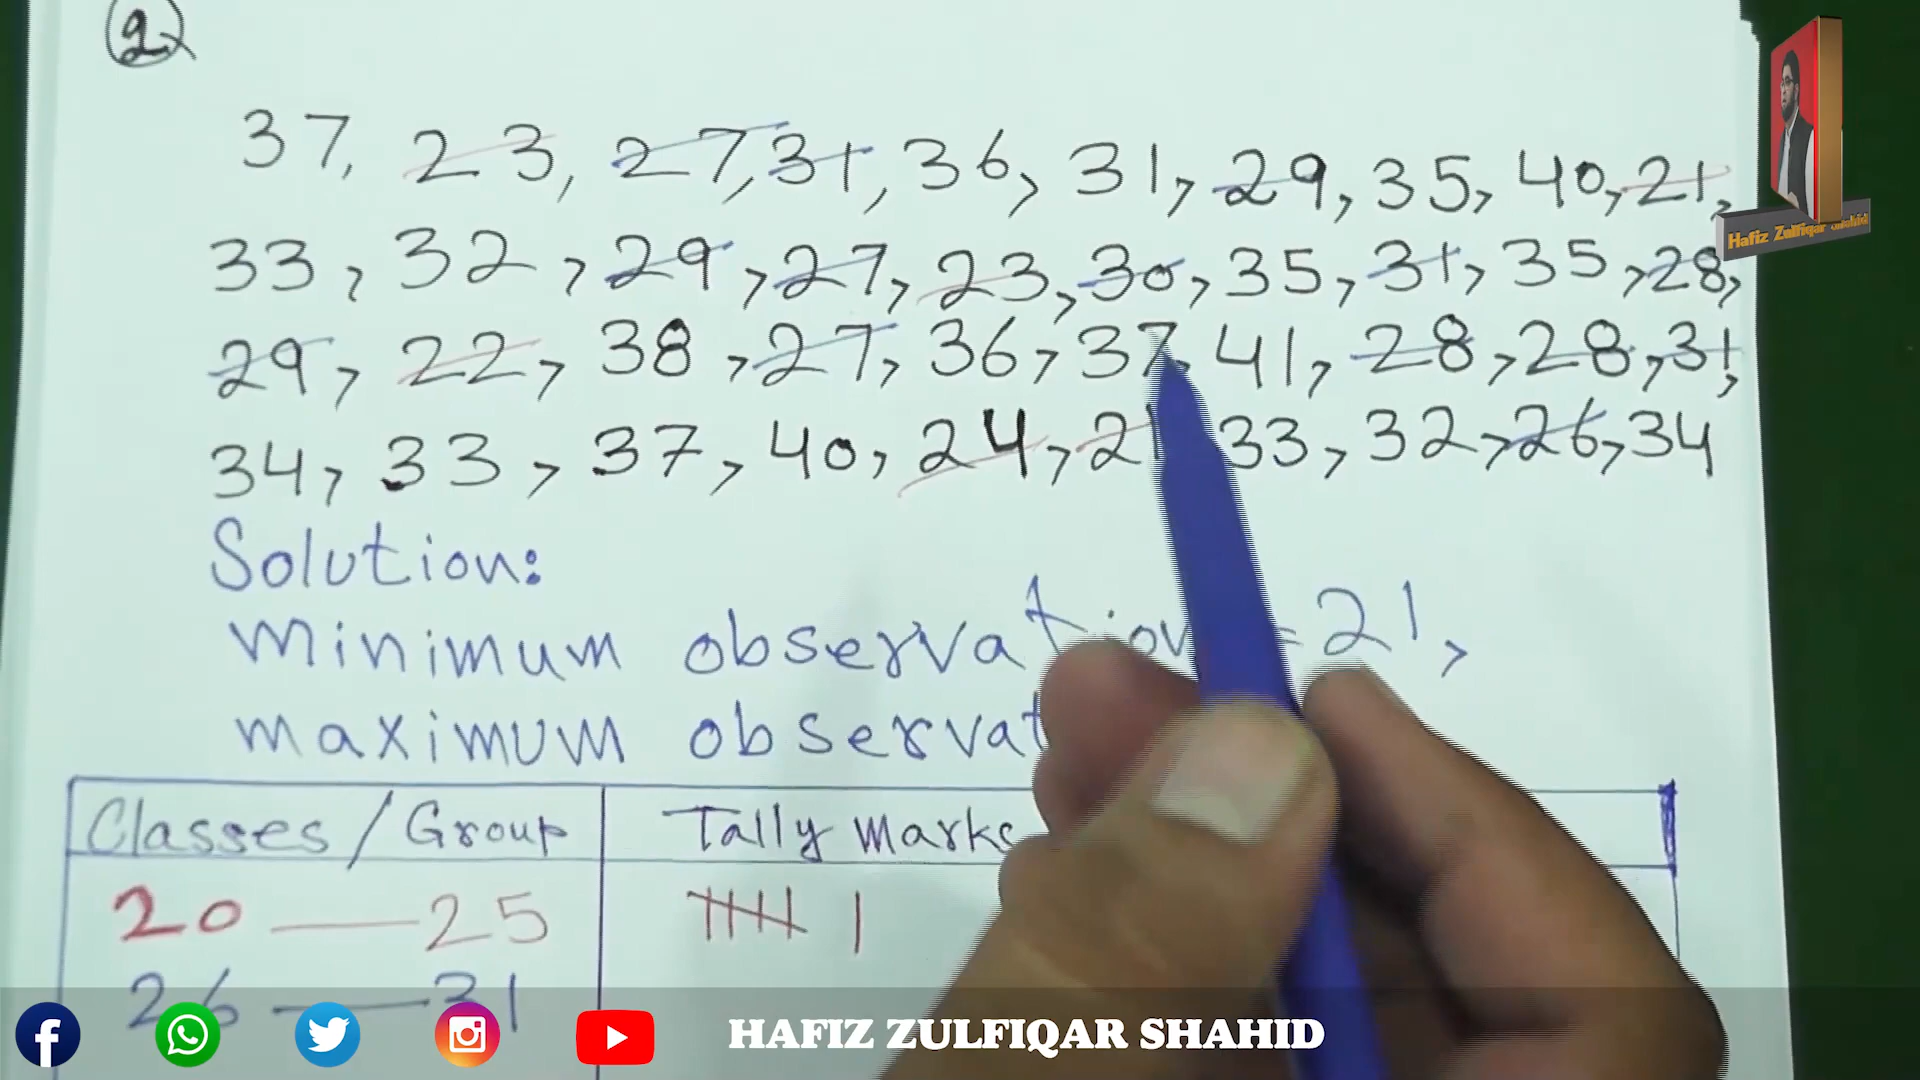 2
37, 23, 27, 31, 36, 31, 29, 35, 40, 21,
33, 32, 29, 27, 23, 30, 35, 31, 35, 28,
29, 22, 38, 27, 36, 37, 41, 28, 28, 31,
34, 33, 37, 40, 24, 21 33, 32, 26, 34
Solution:
Minimum observation = 21,
maximum observat
Classes / Group Tally Marks
20 — 25 |||| |
26 — 31
Hafiz Zulfiqar Shahid
HAFIZ ZULFIQAR SHAHID